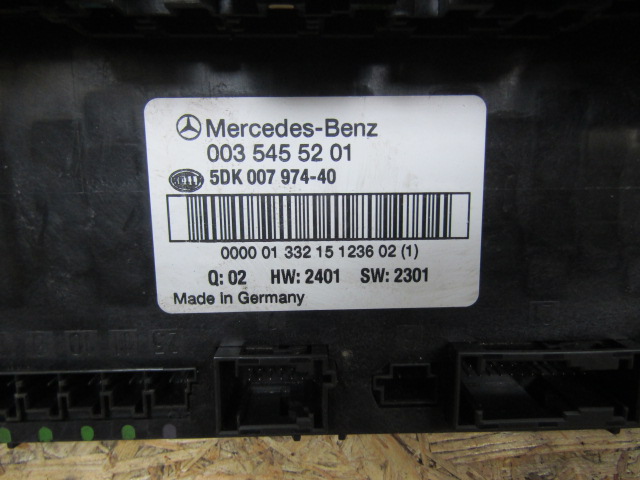 Mercedes-Benz
003 545 52 01
5DK 007 974-40
0000 01 332 15 1236 02 (1)
Q: 02 HW: 2401 SW: 2301
Made in Germany